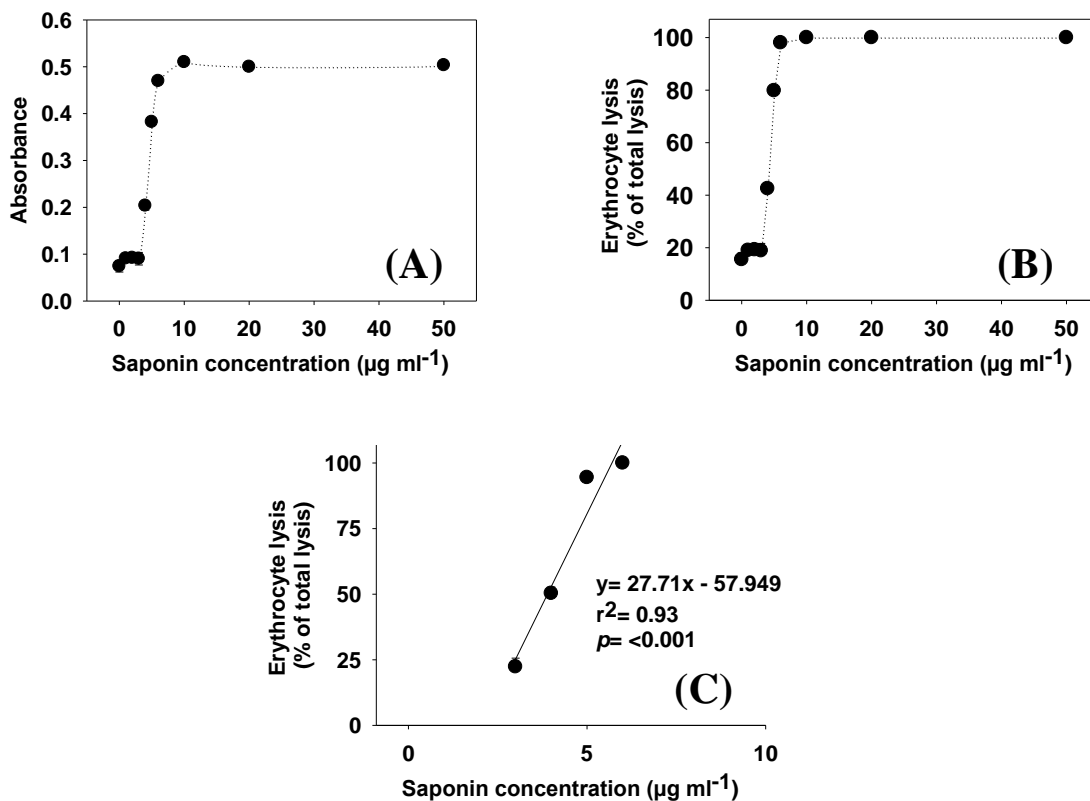 Absorbance
0.6
0.5
0.4
0.3
0.2
0.1
0.0
(A)
0 10 20 30 40 50
Saponin concentration (µg ml-1)
Erythrocyte lysis
(% of total lysis)
100
80
60
40
20
0
(B)
0 10 20 30 40 50
Saponin concentration (µg ml-1)
Erythrocyte lysis
(% of total lysis)
100
75
50
25
0
y= 27.71x - 57.949
r2= 0.93
p= <0.001
(C)
0 5 10
Saponin concentration (µg ml-1)